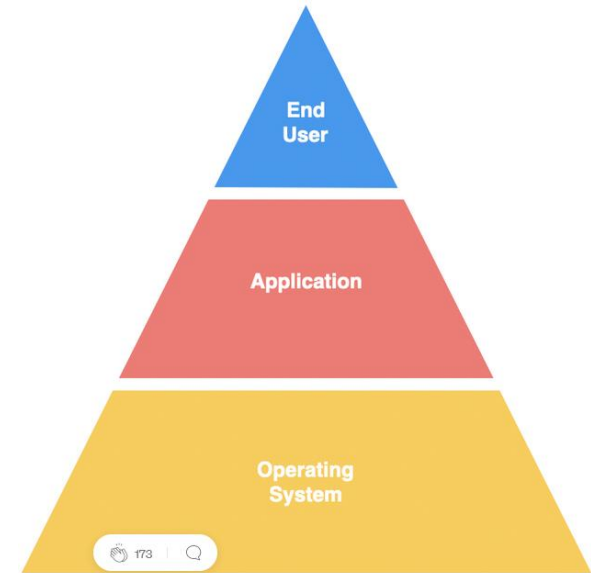 End
User
Application
Operating
System
173